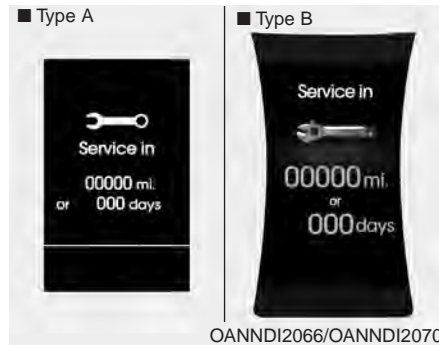 ■ Type A
Service in
00000 mi.
or 000 days
■ Type B
Service in
00000 mi.
or
000 days
OANNDI2066/OANNDI2070